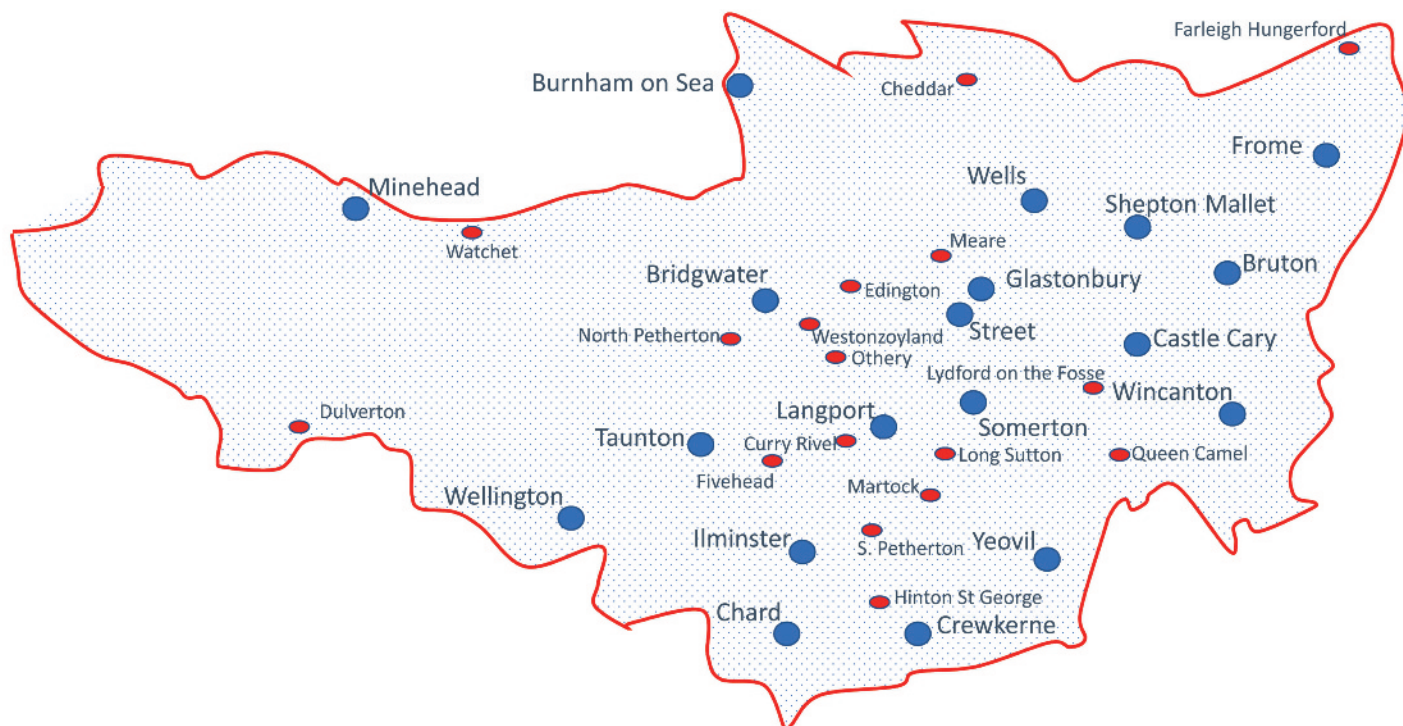 Farleigh Hungerford
Burnham on Sea
Cheddar
Frome
Wells
Minehead
Shepton Mallet
Watchet
Meare
Bridgwater
Glastonbury
Bruton
Edington
North Petherton
Westonzoyland
Street
Castle Cary
Othery
Lydford on the Fosse
Wincanton
Dulverton
Langport
Somerton
Taunton
Curry Rivel
Long Sutton
Queen Camel
Fivehead
Martock
Wellington
Ilminster
S. Petherton
Yeovil
Hinton St George
Chard
Crewkerne